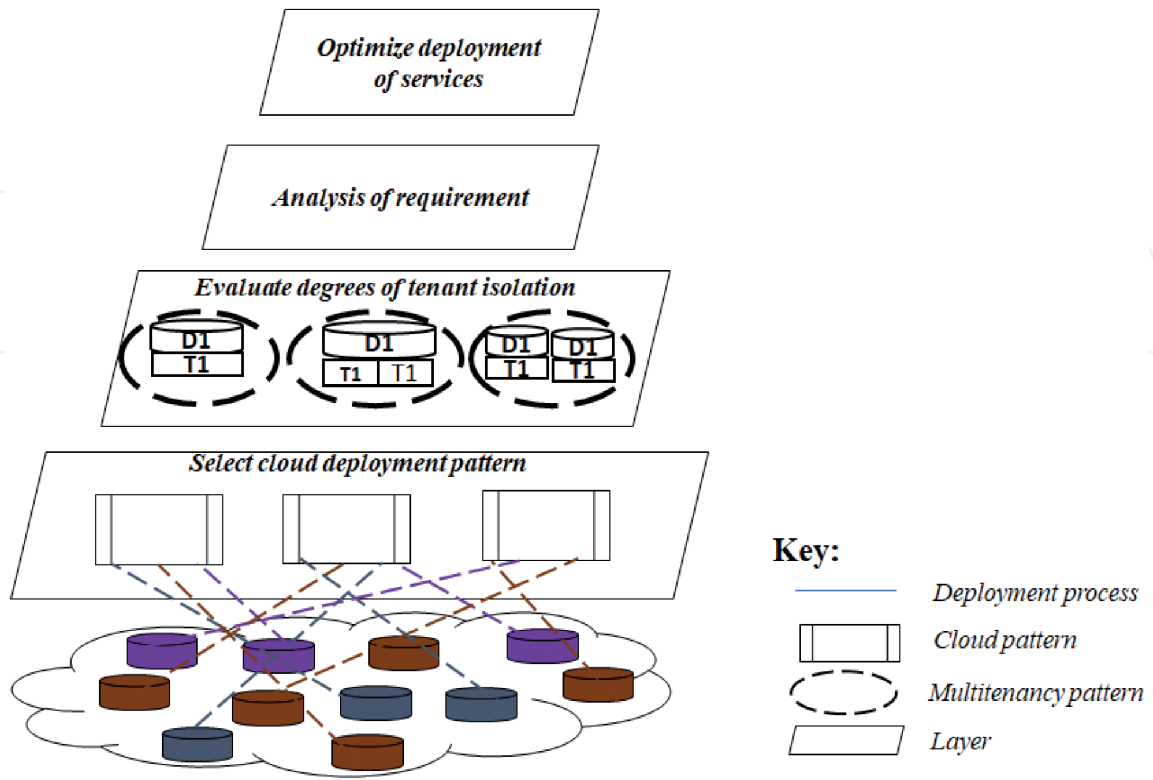 Optimize deployment
of services
Analysis of requirement
Evaluate degrees of tenant isolation
D1
T1
D1
T1 T1
D1 D1
T1 T1
Select cloud deployment pattern
Key:
Deployment process
Cloud pattern
Multitenancy pattern
Layer